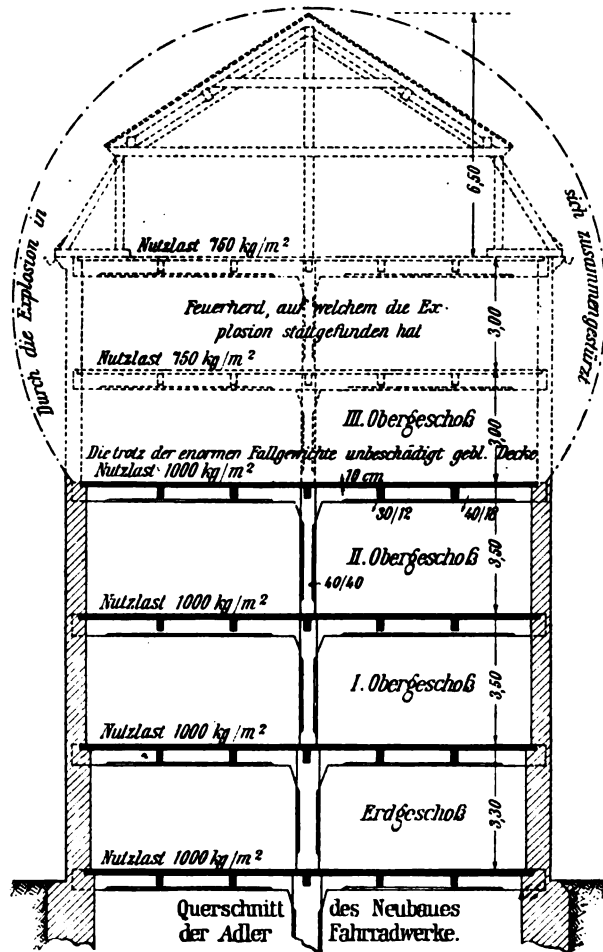 6,50
Durch die Explosion in
sich zusammengestürzt
Nutzlast 750 kg/m²
Feuerherd, auf welchem die Ex-
plosion stattgefunden hat
3,00
Nutzlast 750 kg/m²
III. Obergeschoß
3,00
Die trotz der enormen Fallgewichte unbeschädigt gebl. Decke
Nutzlast 1000 kg/m²
10 cm
30/12
40/18
II. Obergeschoß
3,50
40/40
Nutzlast 1000 kg/m²
I. Obergeschoß
3,50
Nutzlast 1000 kg/m²
Erdgeschoß
3,30
Nutzlast 1000 kg/m²
Querschnitt des Neubaues
der Adler Fahrradwerke.